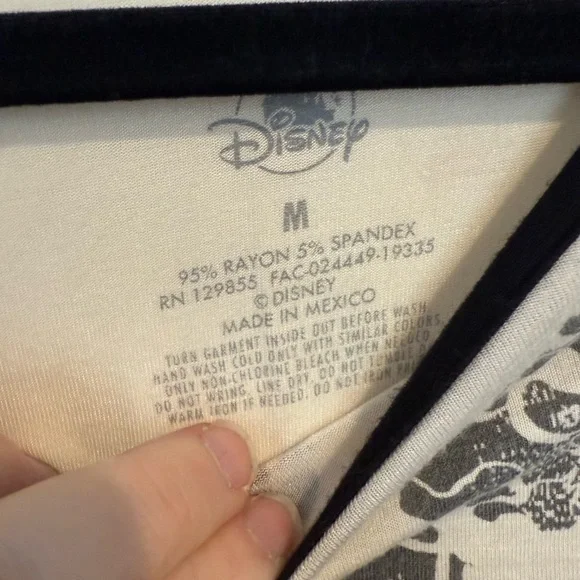 Disney
M
95% RAYON 5% SPANDEX
RN 129855 FAC-024449-19335
© DISNEY
MADE IN MEXICO
TURN GARMENT INSIDE OUT BEFORE WASH.
HAND WASH COLD ONLY WITH SIMILAR COLORS.
ONLY NON-CHLORINE BLEACH WHEN NEEDED.
DO NOT WRING. LINE DRY. DO NOT TUMBLE
WARM IRON IF NEEDED. DO NOT IRON